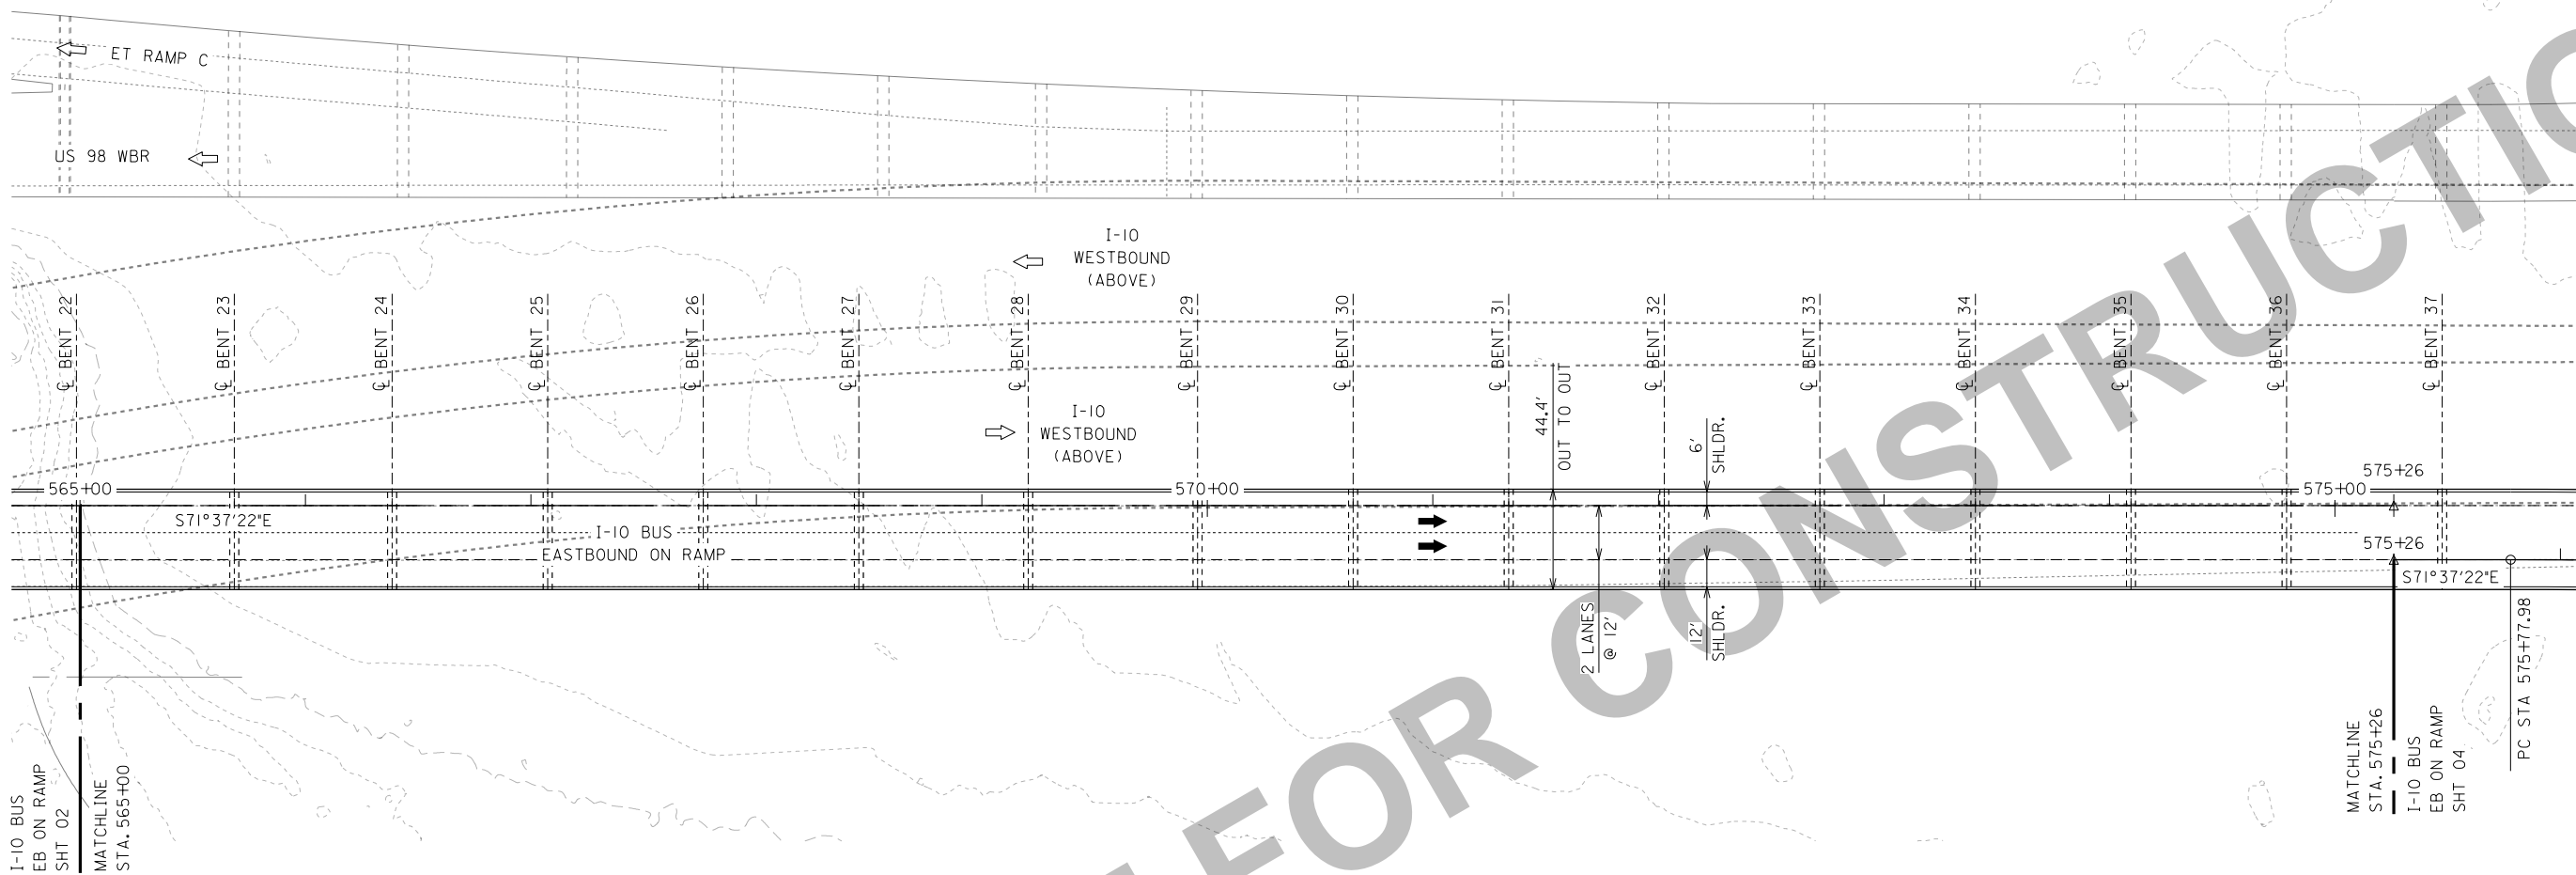 ET RAMP C
US 98 WBR
I-10
WESTBOUND
(ABOVE)
℄ BENT 22
℄ BENT 23
℄ BENT 24
℄ BENT 25
℄ BENT 26
℄ BENT 27
℄ BENT 28
℄ BENT 29
℄ BENT 30
℄ BENT 31
℄ BENT 32
℄ BENT 33
℄ BENT 34
℄ BENT 35
℄ BENT 36
℄ BENT 37
I-10
WESTBOUND
(ABOVE)
44.4'
OUT TO OUT
6'
SHLDR.
565+00
570+00
575+00
575+26
S71°37'22"E
I-10 BUS
EASTBOUND ON RAMP
575+26
S71°37'22"E
2 LANES
@ 12'
12'
SHLDR.
I-10 BUS
EB ON RAMP
SHT 02
MATCHLINE
STA. 565+00
MATCHLINE
STA. 575+26
I-10 BUS
EB ON RAMP
SHT 04
PC STA 575+77.98
FOR CONSTRUCTIO